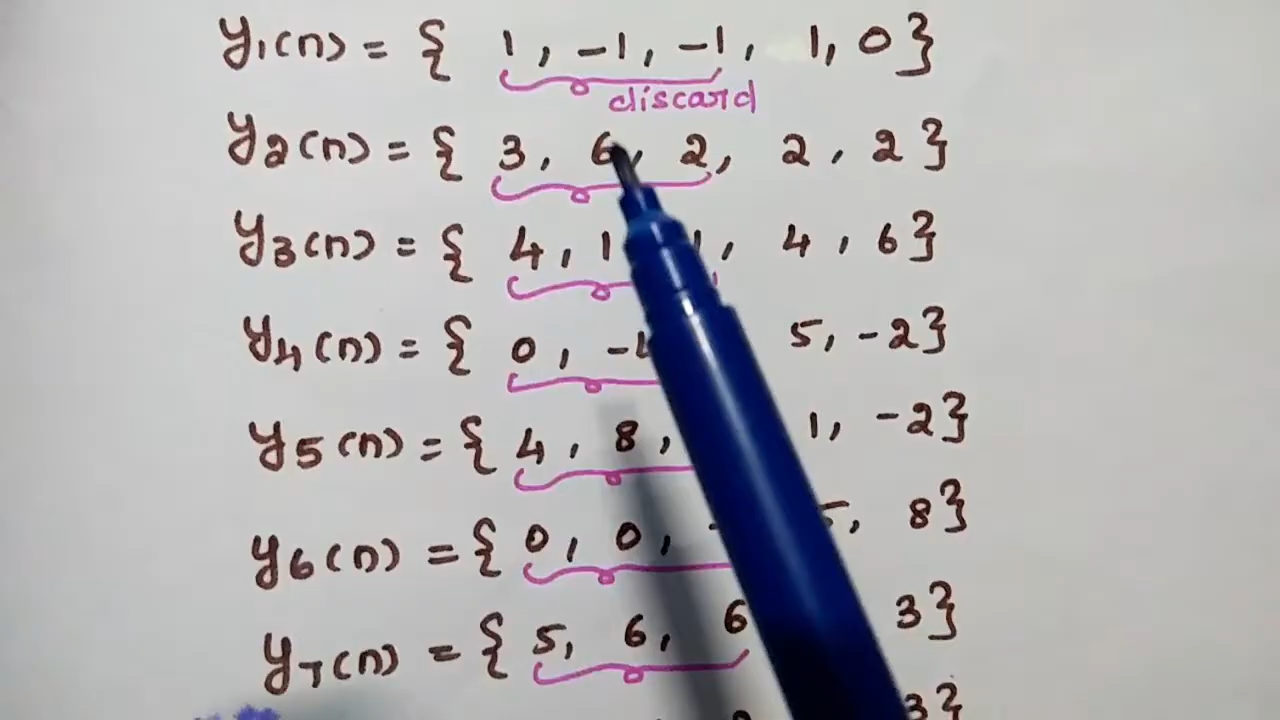 y1(n) = { 1, -1, -1, 1, 0}
discard
y2(n) = { 3, 6, 2, 2, 2}
y3(n) = { 4, 1 , 4, 6}
y4(n) = { 0, 5, -2}
y5(n) = { 4, 8, 1, -2}
y6(n) = { 0, 0, 8}
y7(n) = { 5, 6, 6 3}
3}